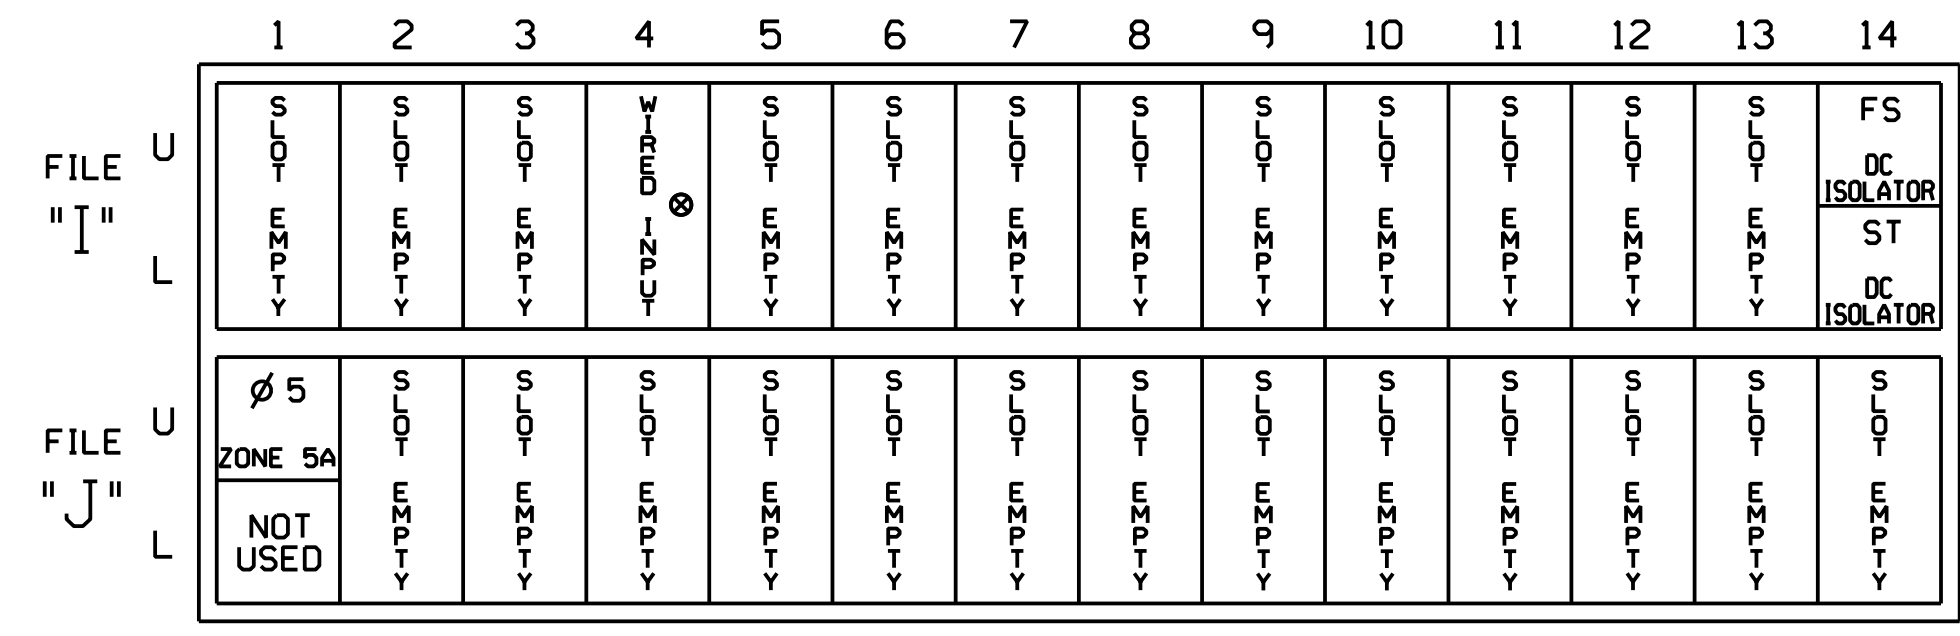 1 2 3 4 5 6 7 8 9 10 11 12 13 14
FILE
"I"
U
L
SLOT EMPTY
SLOT EMPTY
SLOT EMPTY
WIRED INPUT
SLOT EMPTY
SLOT EMPTY
SLOT EMPTY
SLOT EMPTY
SLOT EMPTY
SLOT EMPTY
SLOT EMPTY
SLOT EMPTY
SLOT EMPTY
FS
DC
ISOLATOR
ST
DC
ISOLATOR
FILE
"J"
U
L
Ø 5
ZONE 5A
NOT
USED
SLOT EMPTY
SLOT EMPTY
SLOT EMPTY
SLOT EMPTY
SLOT EMPTY
SLOT EMPTY
SLOT EMPTY
SLOT EMPTY
SLOT EMPTY
SLOT EMPTY
SLOT EMPTY
SLOT EMPTY
SLOT EMPTY